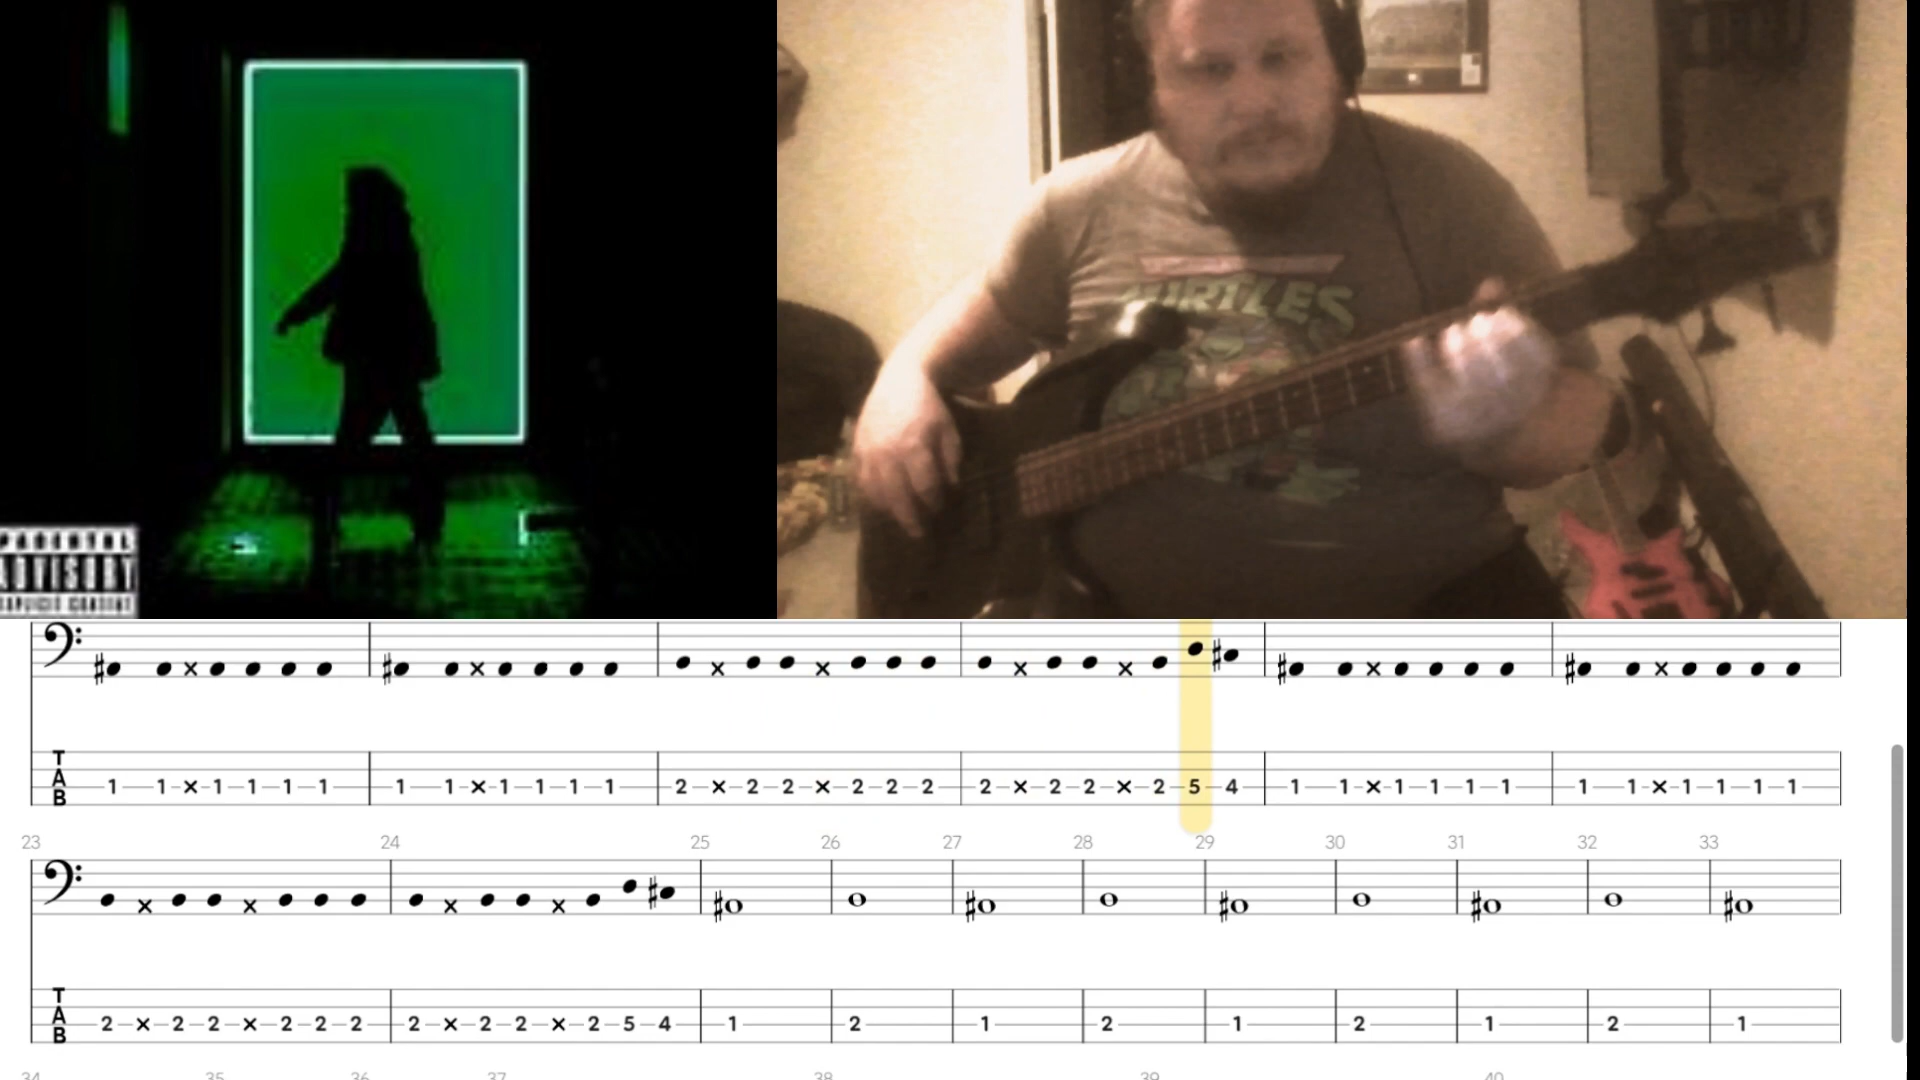 PARENTAL
ADVISORY
EXPLICIT CONTENT
TURTLES
T
A 1 1 × 1 1 1 1 1 1 × 1 1 1 1 2 × 2 2 × 2 2 2 2 × 2 2 × 2 5 4 1 1 × 1 1 1 1 1 1 × 1 1 1 1
B
23 24 25 26 27 28 29 30 31 32 33
T
A 2 × 2 2 × 2 2 2 2 × 2 2 × 2 5 4 1 2 1 2 1 2 1 2 1
B
34 35 36 37 38 39 40